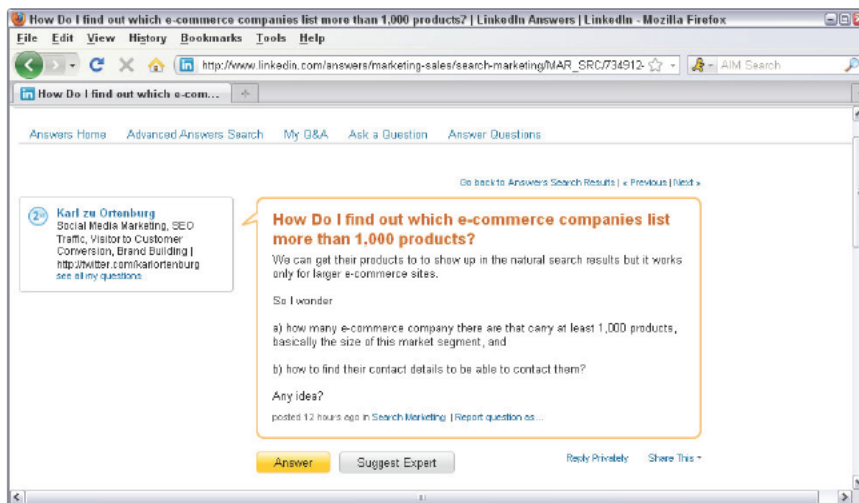 How Do I find out which e-commerce companies list more than 1,000 products? | LinkedIn Answers | LinkedIn - Mozilla Firefox
File Edit View History Bookmarks Tools Help
http://www.linkedin.com/answers/marketing-sales/search-marketing/MAR_SRC/734912- AIM Search
How Do I find out which e-com...
Answers Home Advanced Answers Search My Q&A Ask a Question Answer Questions
Go back to Answers Search Results | « Previous | Next »
2nd Karl zu Ortenburg
Social Media Marketing, SEO
Traffic, Visitor to Customer
Conversion, Brand Building |
http://twitter.com/karlortenburg
see all my questions
How Do I find out which e-commerce companies list
more than 1,000 products?
We can get their products to to show up in the natural search results but it works
only for larger e-commerce sites.
So I wonder
a) how many e-commerce company there are that carry at least 1,000 products,
basically the size of this market segment, and
b) how to find their contact details to be able to contact them?
Any idea?
posted 12 hours ago in Search Marketing | Report question as...
Answer Suggest Expert Reply Privately Share This